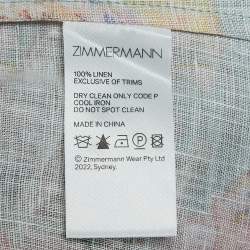 ZIMMERMANN
100% LINEN
EXCLUSIVE OF TRIMS
DRY CLEAN ONLY CODE P
COOL IRON
DO NOT SPOT CLEAN
MADE IN CHINA
P
© Zimmermann Wear Pty Ltd
2022, Sydney.